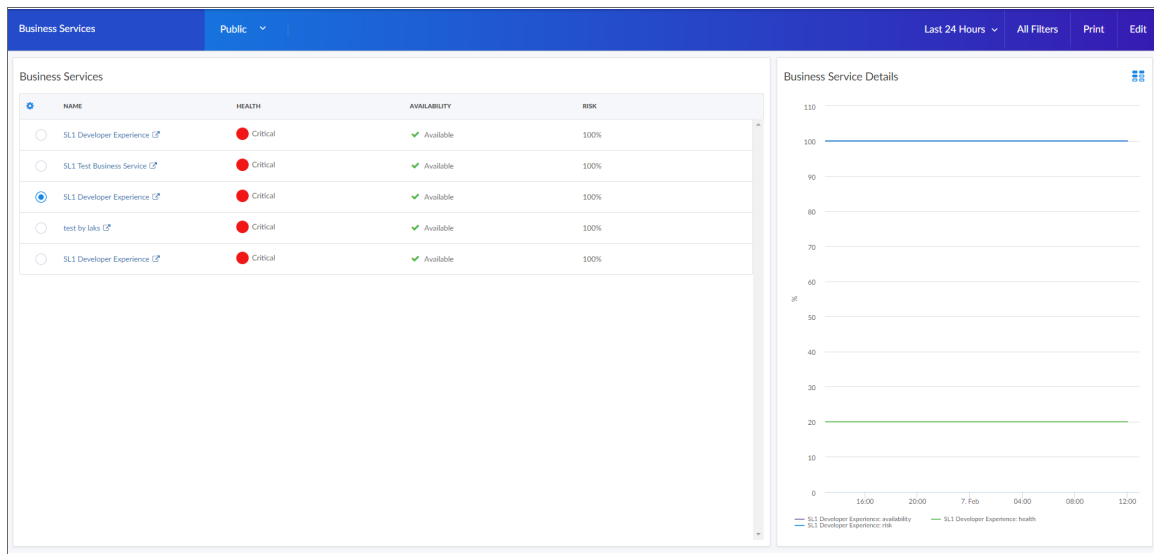 Business Services
Public
Last 24 Hours
All Filters
Print
Edit
Business Services
NAME HEALTH AVAILABILITY RISK
SL1 Developer Experience Critical Available 100%
SL1 Test Business Service Critical Available 100%
SL1 Developer Experience Critical Available 100%
test by laks Critical Available 100%
SL1 Developer Experience Critical Available 100%
Business Service Details
110
100
90
80
70
60
%
50
40
30
20
10
0
16:00 20:00 7. Feb 04:00 08:00 12:00
SL1 Developer Experience: availability SL1 Developer Experience: health
SL1 Developer Experience: risk